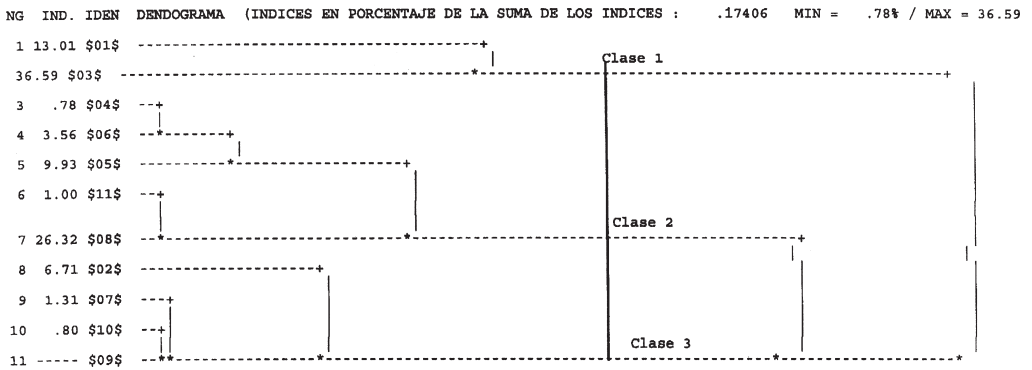 NG IND. IDEN DENDOGRAMA (INDICES EN PORCENTAJE DE LA SUMA DE LOS INDICES : .17406 MIN = .78% / MAX = 36.59
1 13.01 $01$
Clase 1
36.59 $03$
3 .78 $04$
4 3.56 $06$
5 9.93 $05$
6 1.00 $11$
Clase 2
7 26.32 $08$
8 6.71 $02$
9 1.31 $07$
10 .80 $10$
Clase 3
11 ----- $09$